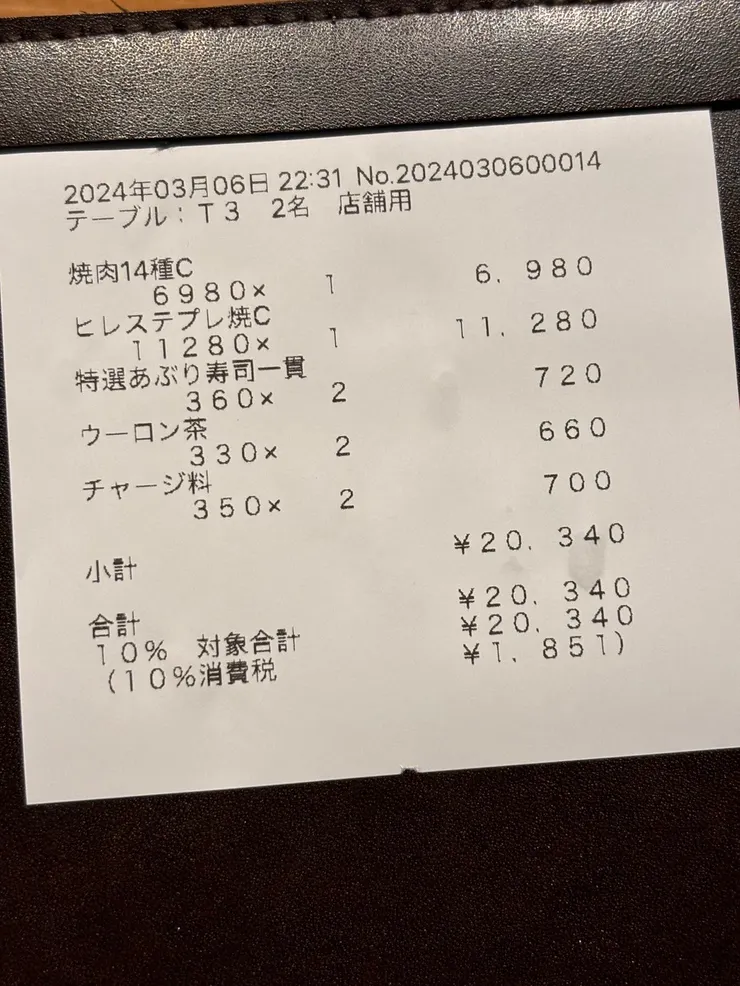 2024年03月06日 22:31 No.2024030600014
テーブル：T3 2名 店舗用
焼肉14種C
6980× 1 6,980
ヒレステプレ焼C
11280× 1 11,280
特選あぶり寿司一貫
360× 2 720
ウーロン茶
330× 2 660
チャージ料
350× 2 700
小計 ¥20,340
合計 ¥20,340
10% 対象合計 ¥20,340
(10%消費税 ¥1,851)